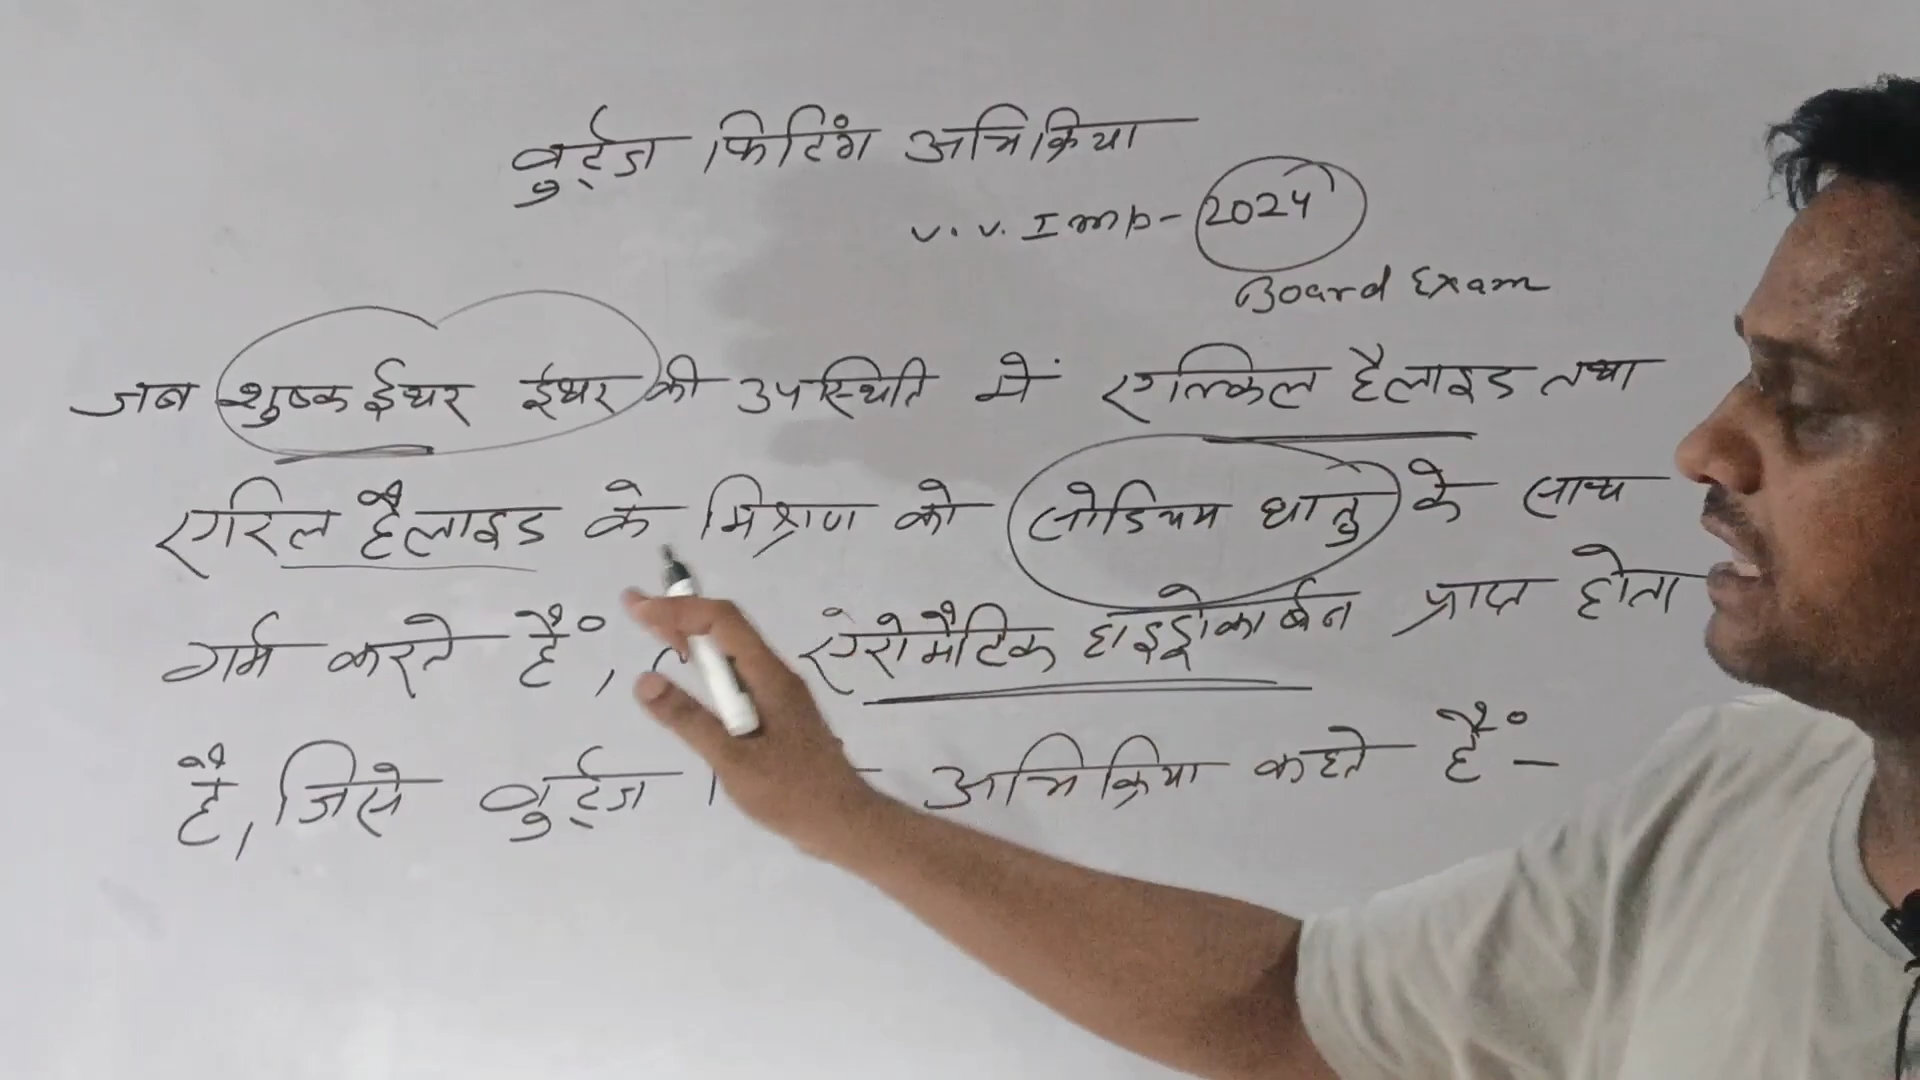 वुर्ट्ज फिटिंग अभिक्रिया
V.V. Imp - 2024
Board Exam
जब शुष्क ईथर ईथर की उपस्थिति में एल्किल हैलाइड तथा
एरिल हैलाइड के मिश्रण को सोडियम धातु के साथ
गर्म करते हैं, एरोमैटिक हाइड्रोकार्बन प्राप्त होता
है, जिसे वुर्ट्ज अभिक्रिया कहते हैं -